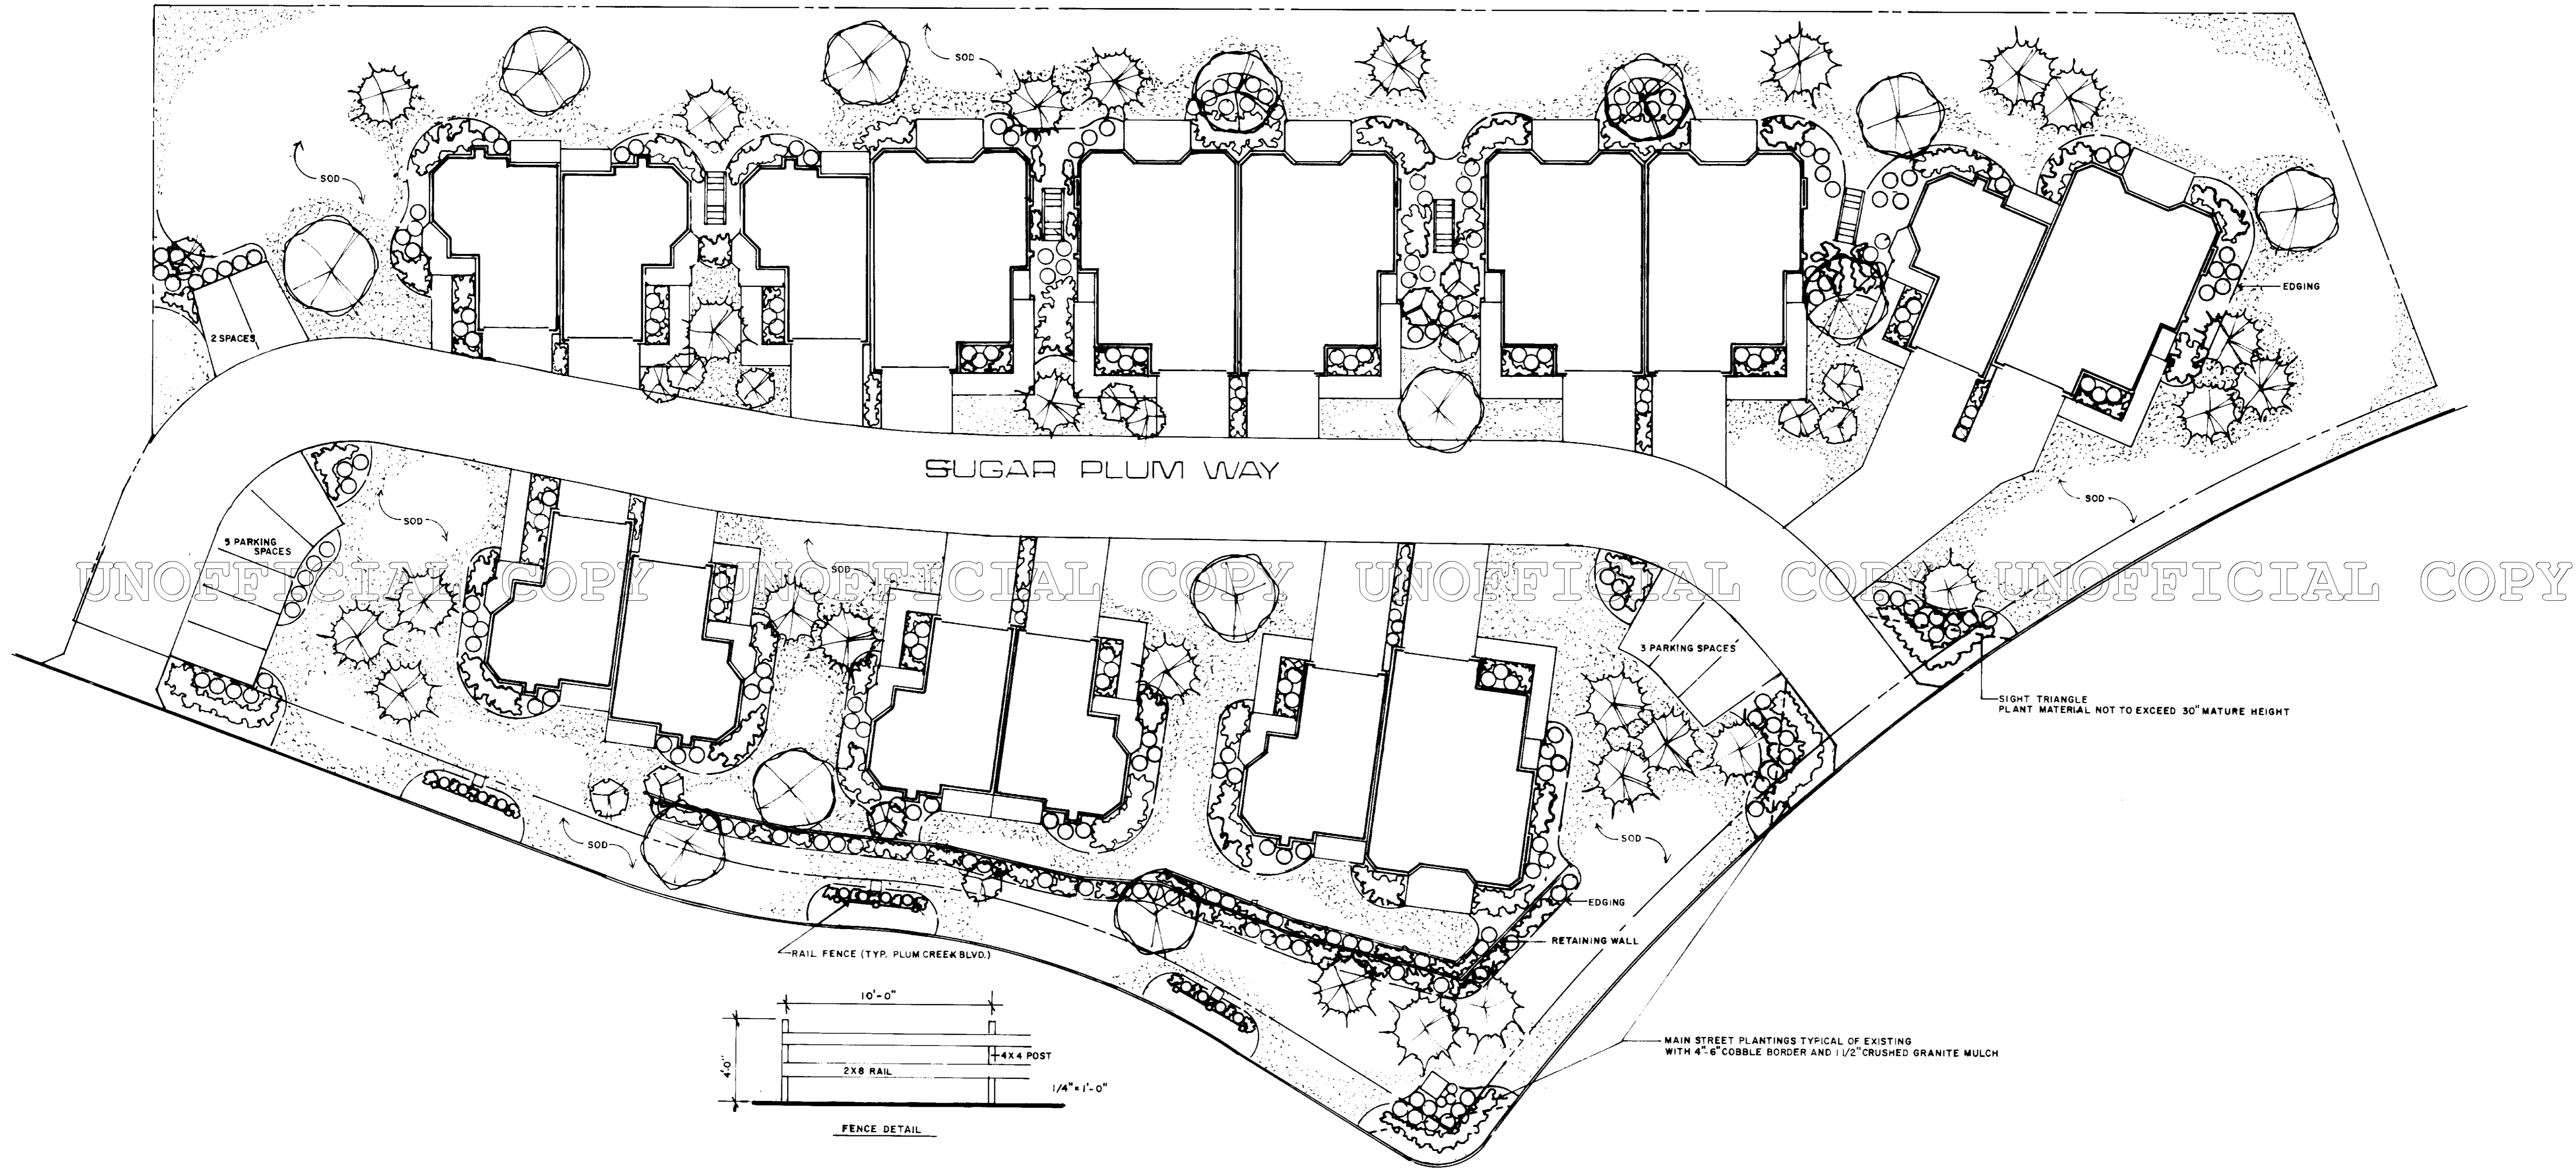 SOD
SOD
2 SPACES
EDGING
SUGAR PLUM WAY
SOD
SOD
5 PARKING
SPACES
SOD
UNOFFICIAL COPY UNOFFICIAL COPY UNOFFICIAL COPY UNOFFICIAL COPY
3 PARKING SPACES
SIGHT TRIANGLE
PLANT MATERIAL NOT TO EXCEED 30" MATURE HEIGHT
SOD
SOD
EDGING
RETAINING WALL
RAIL FENCE (TYP. PLUM CREEK BLVD.)
10'-0"
4'-0"
4X4 POST
2X8 RAIL
1/4"=1'-0"
FENCE DETAIL
MAIN STREET PLANTINGS TYPICAL OF EXISTING
WITH 4"-6" COBBLE BORDER AND 1 1/2" CRUSHED GRANITE MULCH